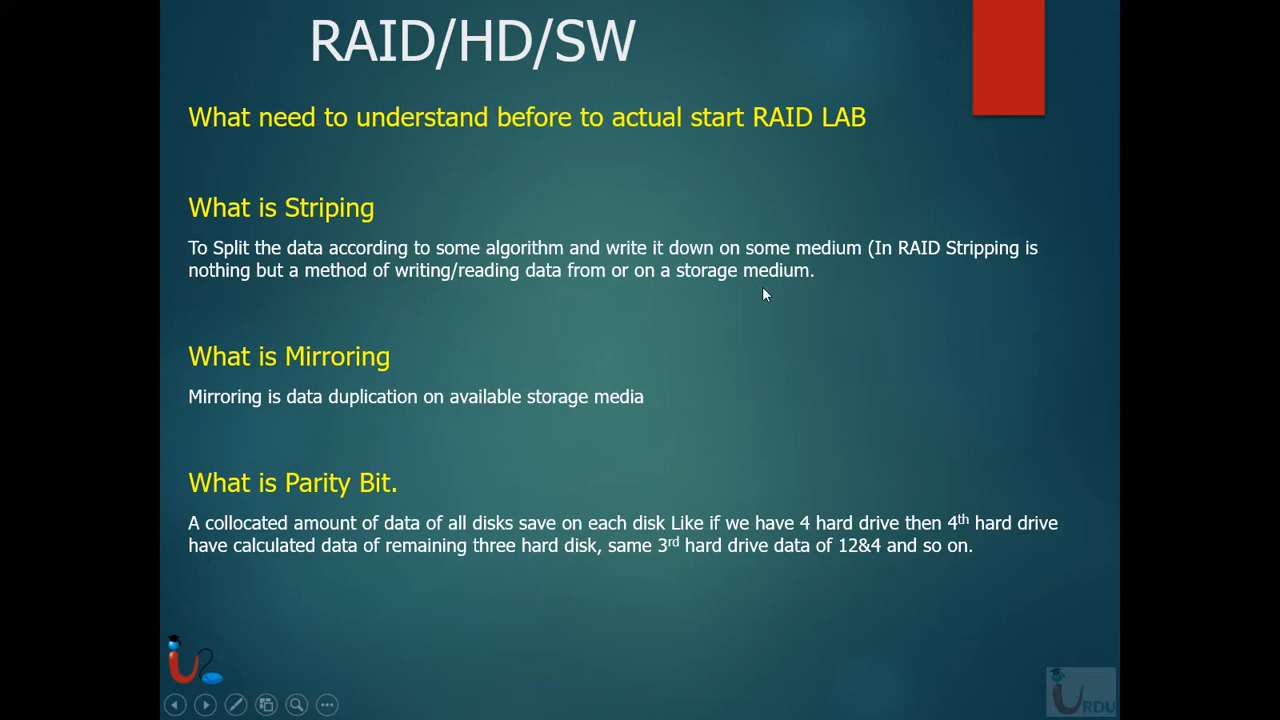 RAID/HD/SW
What need to understand before to actual start RAID LAB
What is Striping
To Split the data according to some algorithm and write it down on some medium (In RAID Stripping is
nothing but a method of writing/reading data from or on a storage medium.
What is Mirroring
Mirroring is data duplication on available storage media
What is Parity Bit.
A collocated amount of data of all disks save on each disk Like if we have 4 hard drive then 4th hard drive
have calculated data of remaining three hard disk, same 3rd hard drive data of 12&4 and so on.
URDU